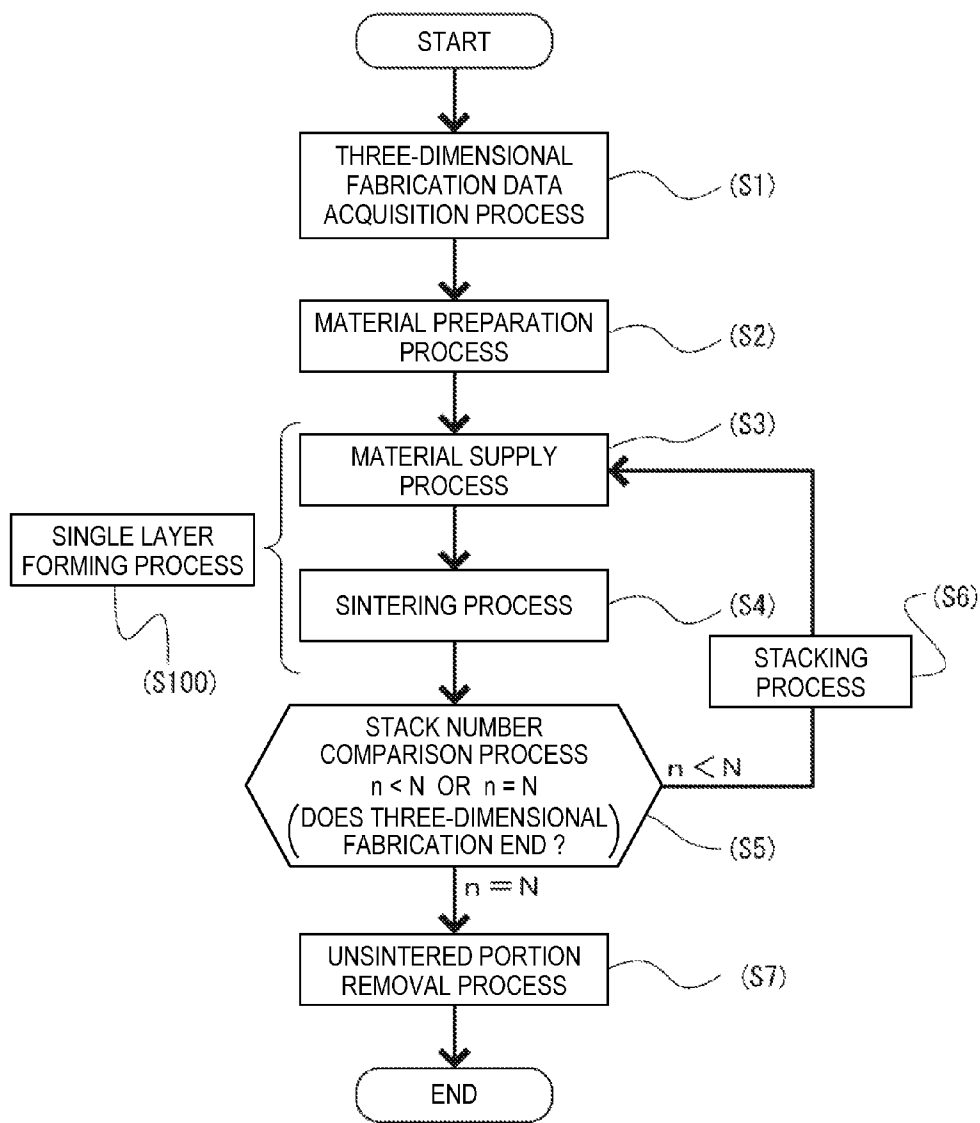 START
THREE-DIMENSIONAL
FABRICATION DATA
ACQUISITION PROCESS
(S1)
MATERIAL PREPARATION
PROCESS
(S2)
MATERIAL SUPPLY
PROCESS
(S3)
SINGLE LAYER
FORMING PROCESS
(S100)
SINTERING PROCESS
(S4)
STACKING
PROCESS
(S6)
STACK NUMBER
COMPARISON PROCESS
n < N OR n = N
(DOES THREE-DIMENSIONAL
FABRICATION END ?)
n < N
(S5)
n = N
UNSINTERED PORTION
REMOVAL PROCESS
(S7)
END